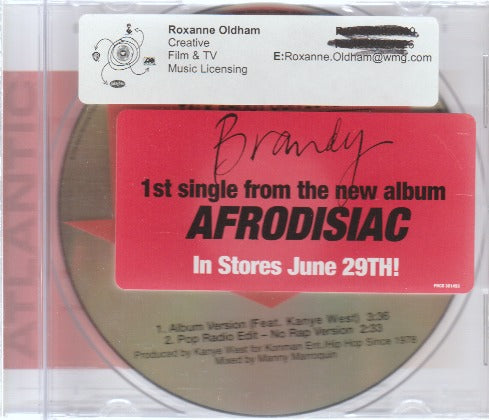 Roxanne Oldham
Creative
Film & TV
Music Licensing
E:Roxanne.Oldham@wmg.com
ATLANTIC
Brandy
1st single from the new album
AFRODISIAC
In Stores June 29TH!
1. Album Version (Feat. Kanye West) 3:36
2. Pop Radio Edit – No Rap Version 2:33
Produced by Kanye West for Konman Ent./Hip Hop Since 1978
Mixed by Manny Marroquin